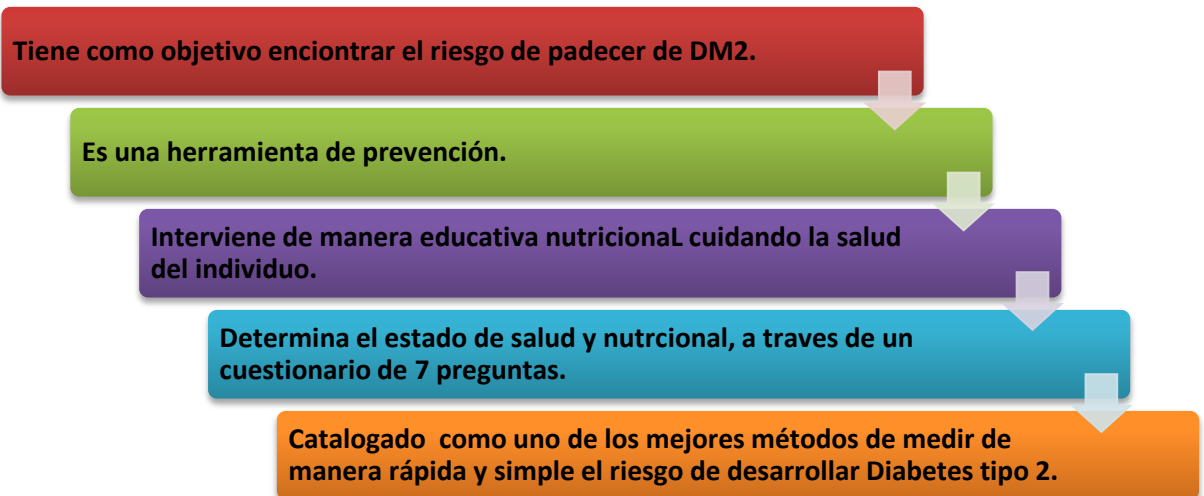 Tiene como objetivo enciontrar el riesgo de padecer de DM2.
Es una herramienta de prevención.
Interviene de manera educativa nutricionaL cuidando la salud
del individuo.
Determina el estado de salud y nutrcional, a traves de un
cuestionario de 7 preguntas.
Catalogado como uno de los mejores métodos de medir de
manera rápida y simple el riesgo de desarrollar Diabetes tipo 2.